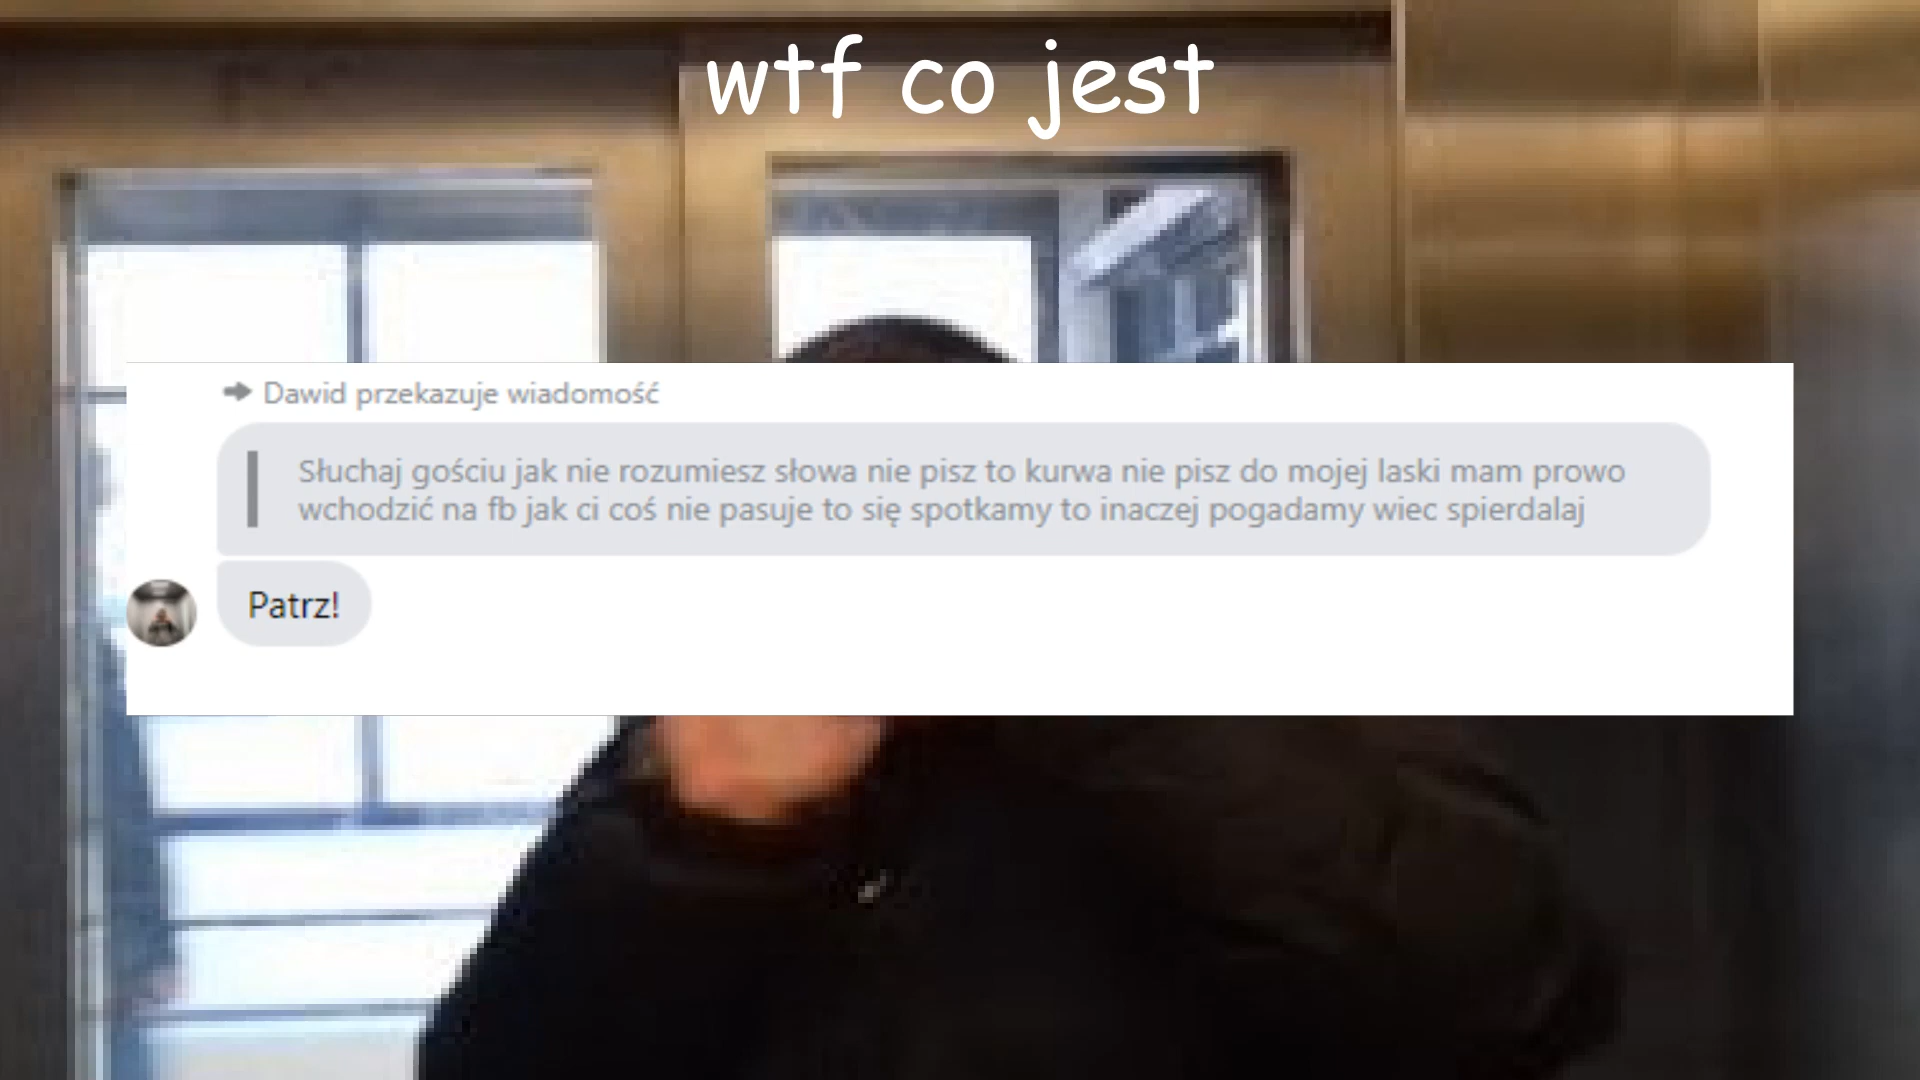 wtf co jest
Dawid przekazuje wiadomość
Słuchaj gościu jak nie rozumiesz słowa nie pisz to kurwa nie pisz do mojej laski mam prowo
wchodzić na fb jak ci coś nie pasuje to się spotkamy to inaczej pogadamy wiec spierdalaj
Patrz!